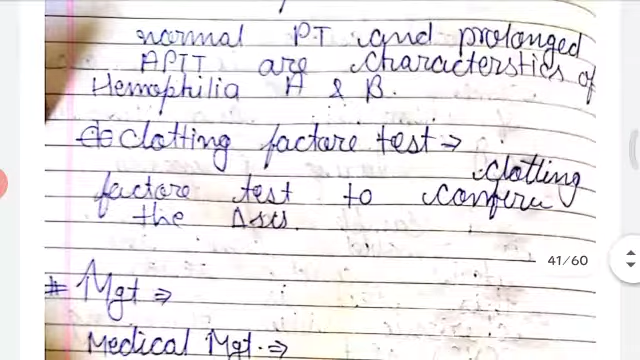 normal PT and prolonged
APTT are characterstics of
Hemophilia A & B.
clotting factore test ⇒
clotting
factore test to conferm
the
41/60
# Mgt ⇒
Medical Mgt. ⇒